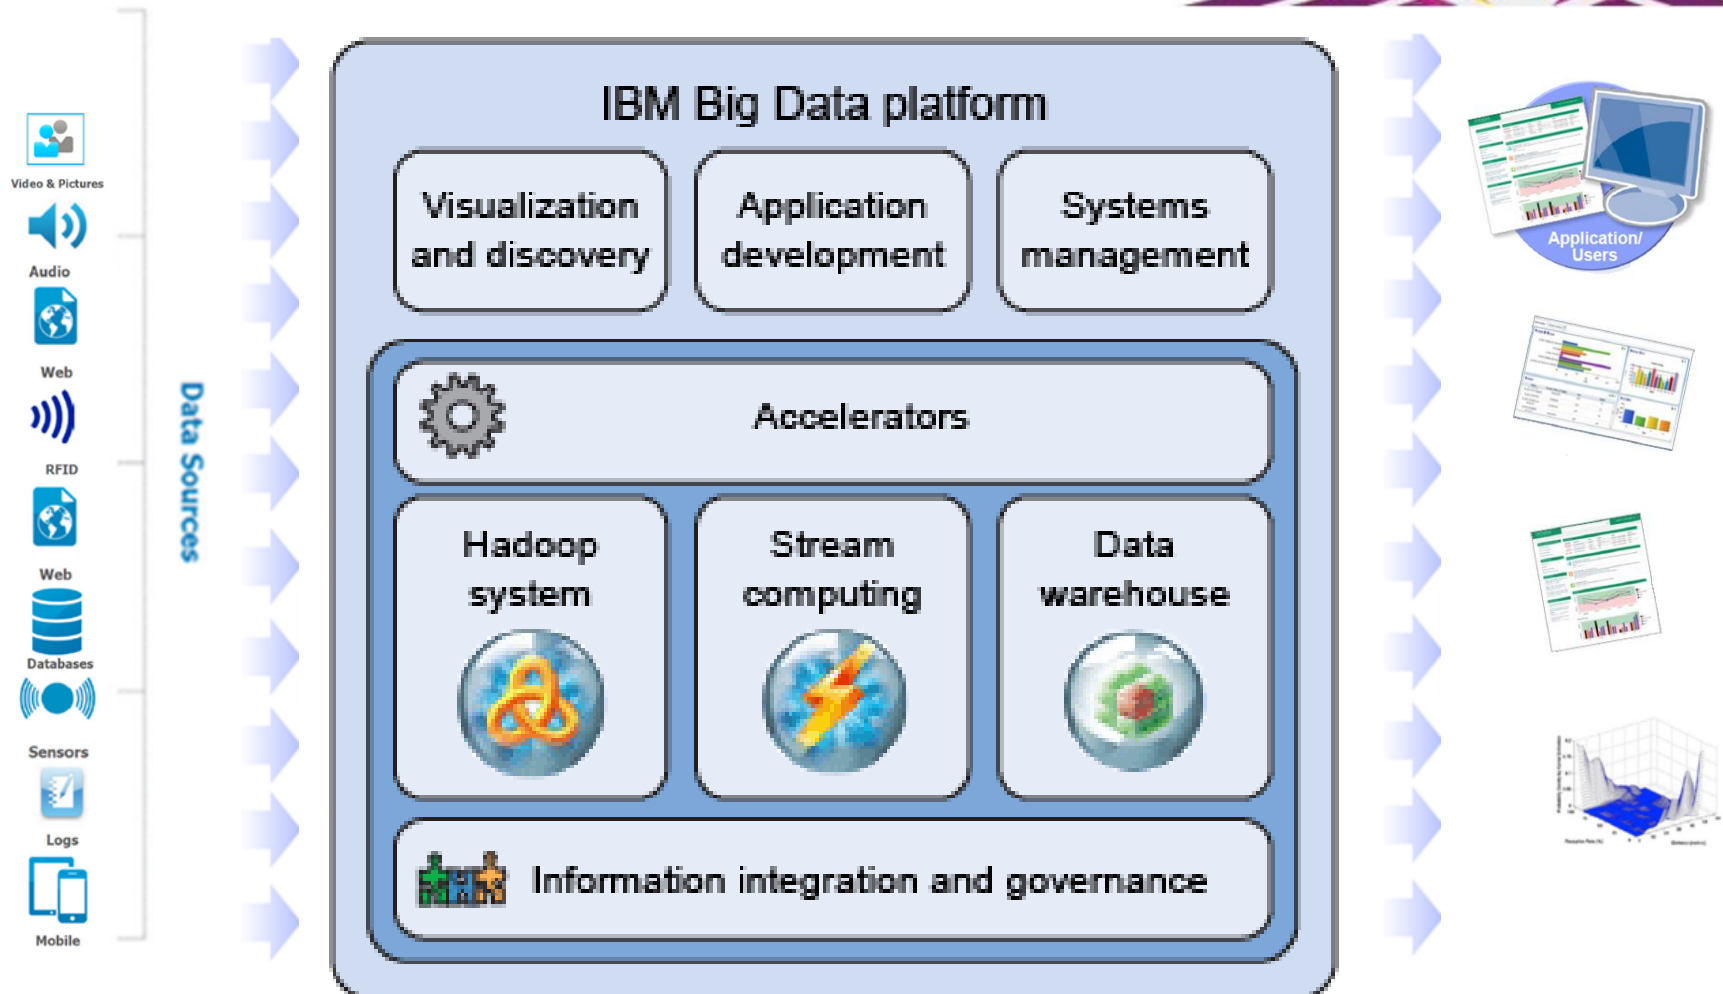 Video & Pictures
Audio
Web
RFID
Web
Databases
Sensors
Logs
Mobile
Data Sources
IBM Big Data platform
Visualization
and discovery
Application
development
Systems
management
Accelerators
Hadoop
system
Stream
computing
Data
warehouse
Information integration and governance
Application/
Users